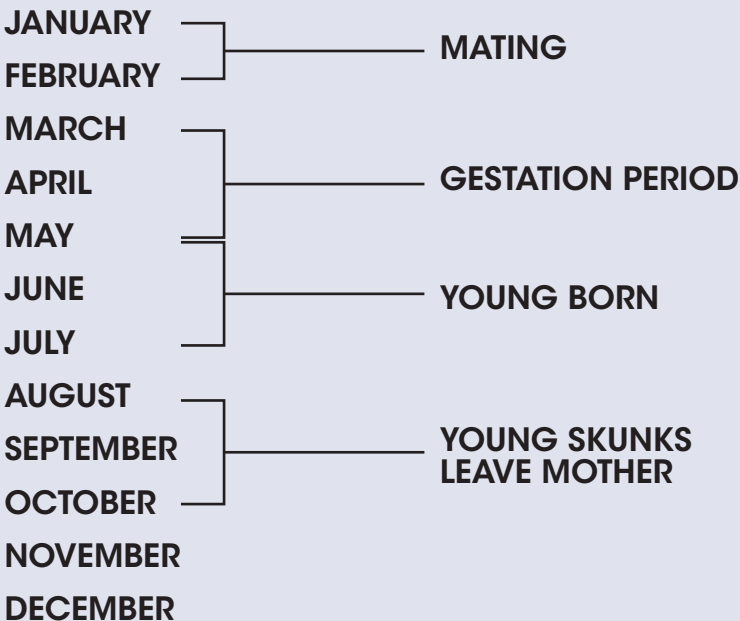 JANUARY
FEBRUARY
MATING
MARCH
APRIL
GESTATION PERIOD
MAY
JUNE
YOUNG BORN
JULY
AUGUST
SEPTEMBER
YOUNG SKUNKS
LEAVE MOTHER
OCTOBER
NOVEMBER
DECEMBER